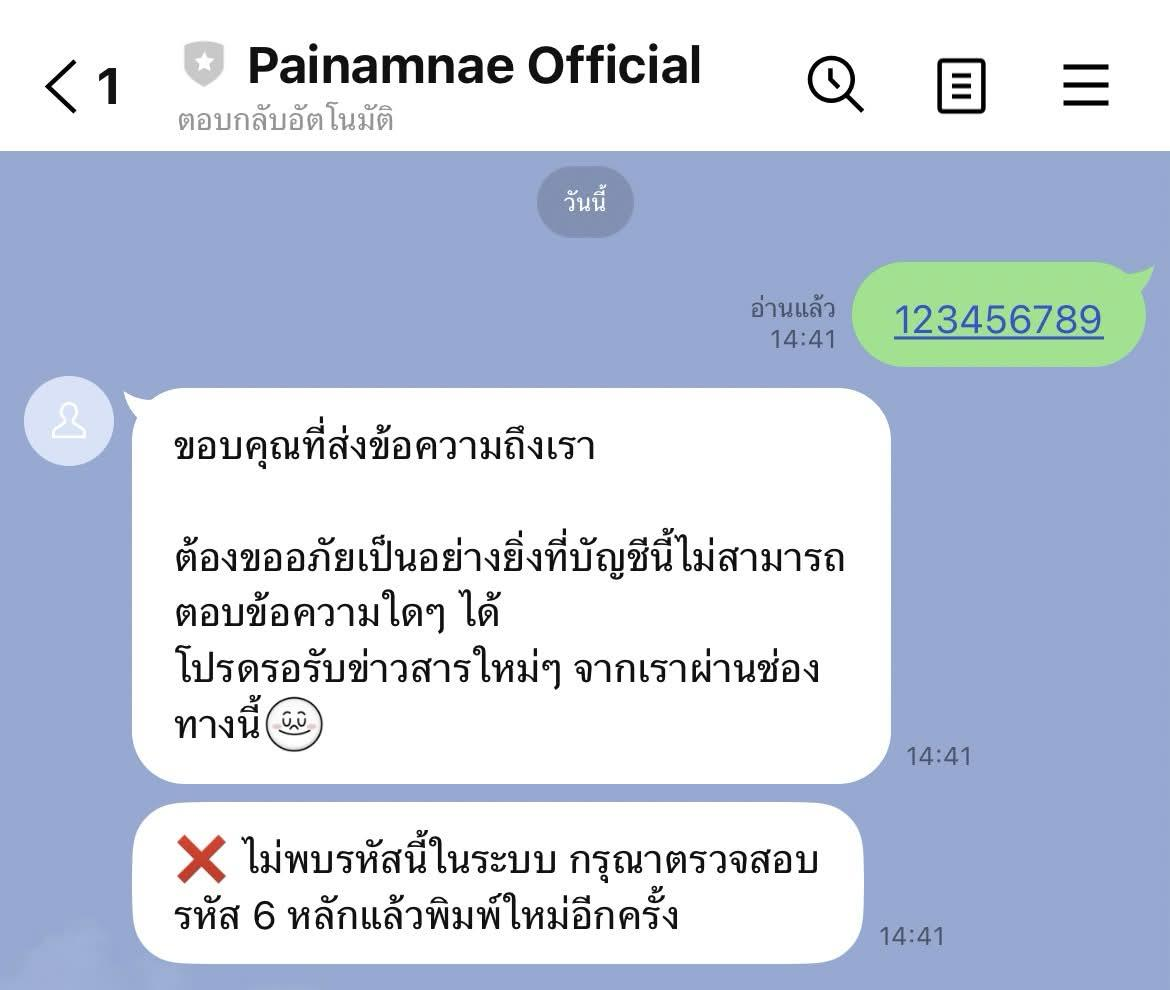 1
Painamnae Official
ตอบกลับอัตโนมัติ
วันนี้
อ่านแล้ว
14:41
123456789
ขอบคุณที่ส่งข้อความถึงเรา
ต้องขออภัยเป็นอย่างยิ่งที่บัญชีนี้ไม่สามารถ
ตอบข้อความใดๆ ได้
โปรดรอรับข่าวสารใหม่ๆ จากเราผ่านช่อง
ทางนี้
14:41
❌ ไม่พบรหัสนี้ในระบบ กรุณาตรวจสอบ
รหัส 6 หลักแล้วพิมพ์ใหม่อีกครั้ง
14:41